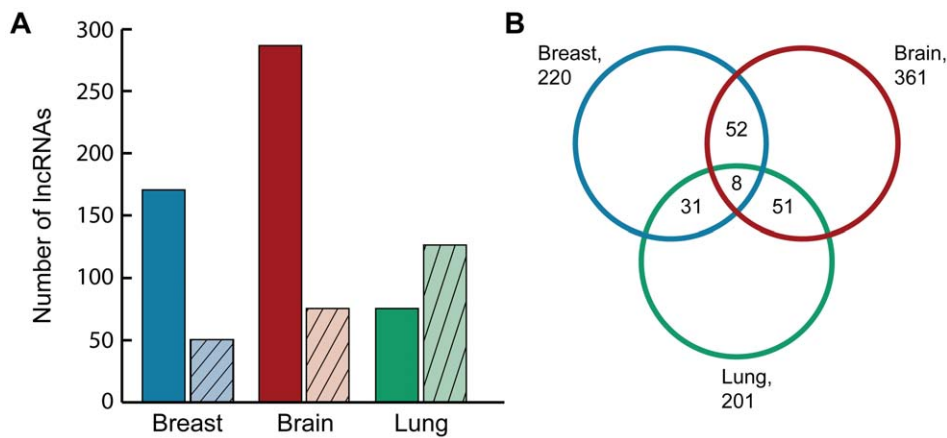 A
Number of lncRNAs
300
250
200
150
100
50
0
Breast
Brain
Lung
B
Breast,
220
Brain,
361
52
8
31
51
Lung,
201